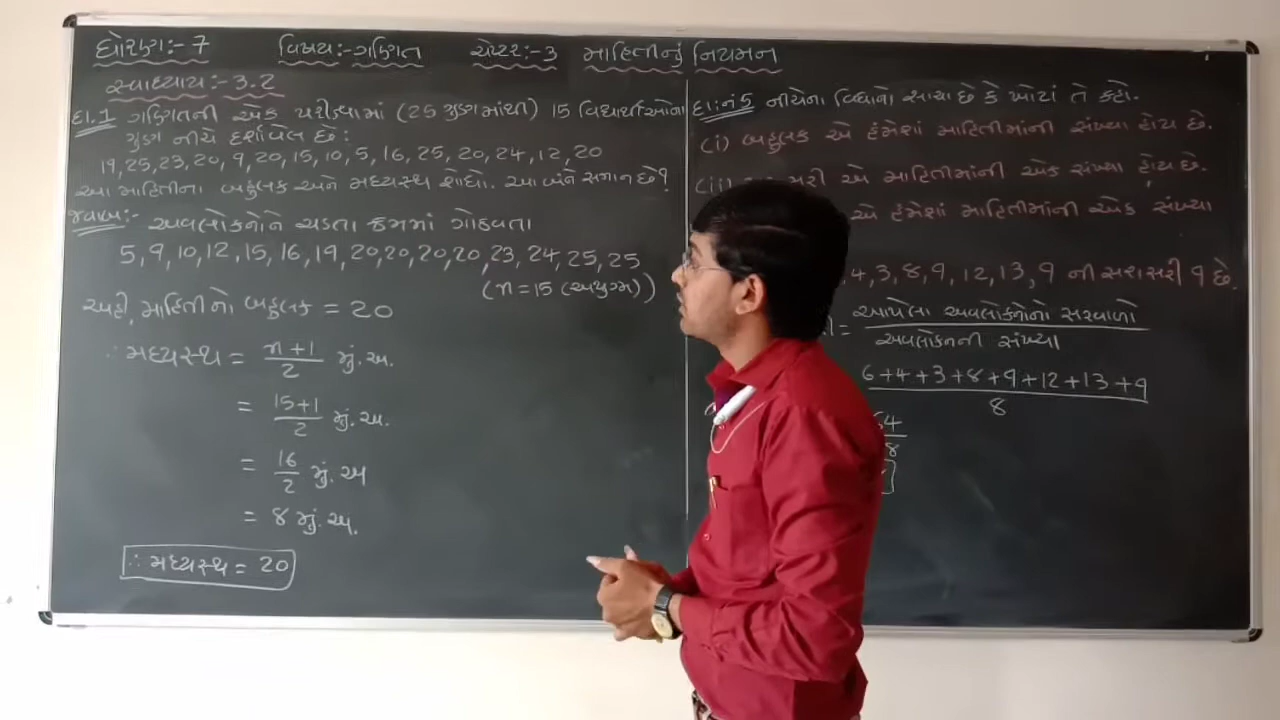 ધોરણ:- 7 વિષય:- ગણિત ચેપ્ટર:-3 માહિતીનું નિયમન
સ્વાધ્યાય:- 3.2
દા.1 ગણિતની એક પરીક્ષામાં (25 ગુણમાંથી) 15 વિદ્યાર્થીઓના
ગુણ નીચે દર્શાવેલ છે:
19,25,23,20,9,20,15,10,5,16,25,20,24,12,20
આ માહિતીના બહુલક અને મધ્યસ્થ શોધો. આ બંને સમાન છે?
જવાબ:- અવલોકનોને ચડતા ક્રમમાં ગોઠવતા
5,9,10,12,15,16,19,20,20,20,20,23,24,25,25
(n=15 (અયુગ્મ))
અહી, માહિતીનો બહુલક = 20
∴ મધ્યસ્થ = n+1/2 મું.અ.
= 15+1/2 મું.અ.
= 16/2 મું.અ
= 8 મું.અ.
∴ મધ્યસ્થ = 20
દા:નં 5 નીચેના વિધાનો સાચા છે કે ખોટાં તે કહો.
(i) બહુલક એ હંમેશાં માહિતીમાંની સંખ્યા હોય છે.
(ii) સરી એ માહિતીમાંની એક સંખ્યા હોય છે.
એ હંમેશાં માહિતીમાંની એક સંખ્યા
4,3,8,9,12,13,9 ની સરાસરી 9 છે.
= આપેલા અવલોકનોનો સરવાળો
અવલોકનની સંખ્યા
6+4+3+8+9+12+13+9
8
64
8